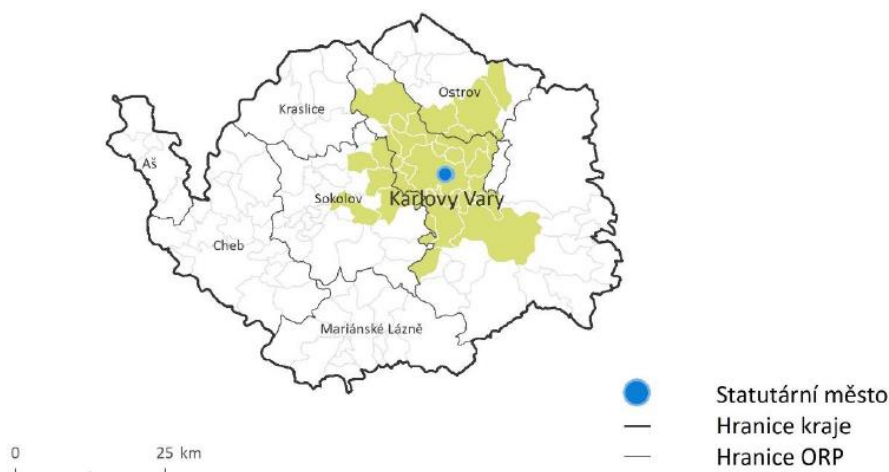 Ostrov
Kraslice
Aš
Sokolov
Karlovy Vary
Cheb
Mariánské Lázně
Statutární město
Hranice kraje
Hranice ORP
0 25 km